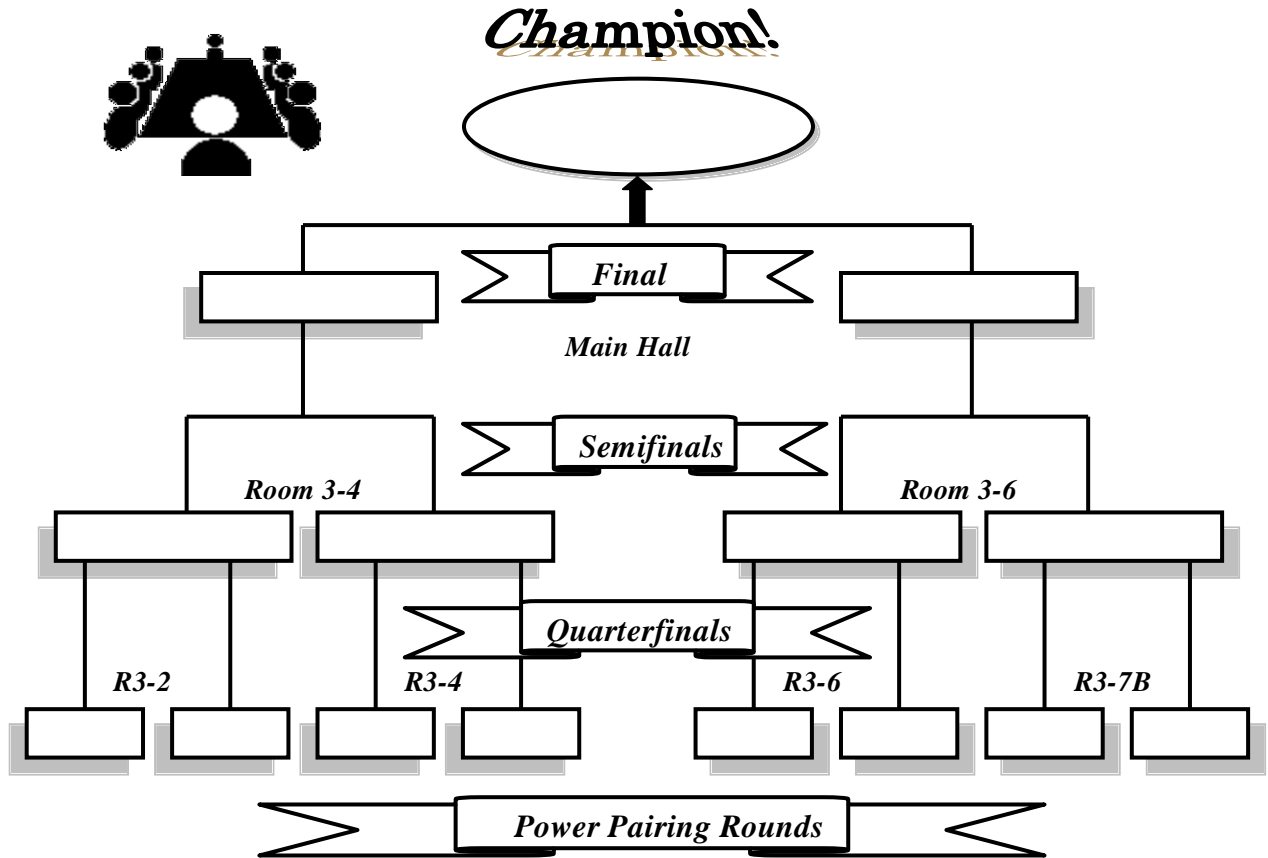 Champion!
Final
Main Hall
Semifinals
Room 3-4
Room 3-6
Quarterfinals
R3-2
R3-4
R3-6
R3-7B
Power Pairing Rounds